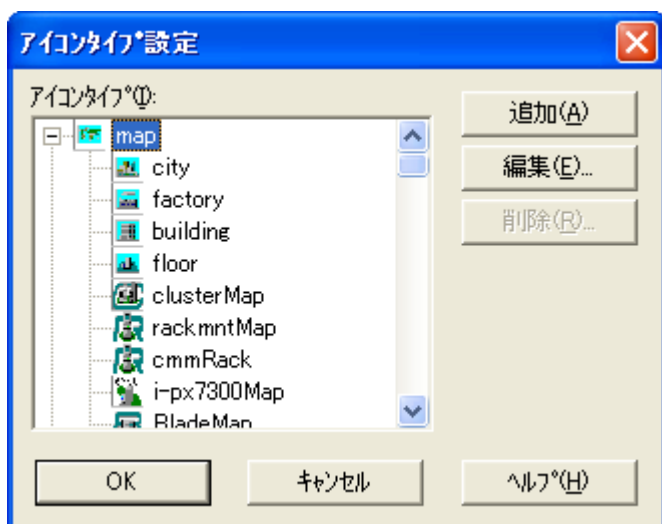 アイコンタイプ設定
アイコンタイプ(I):
map
city
factory
building
floor
clusterMap
rackmntMap
cmmRack
i-px7300Map
BladeMap
追加(A)
編集(E)...
削除(R)...
OK
キャンセル
ヘルプ(H)